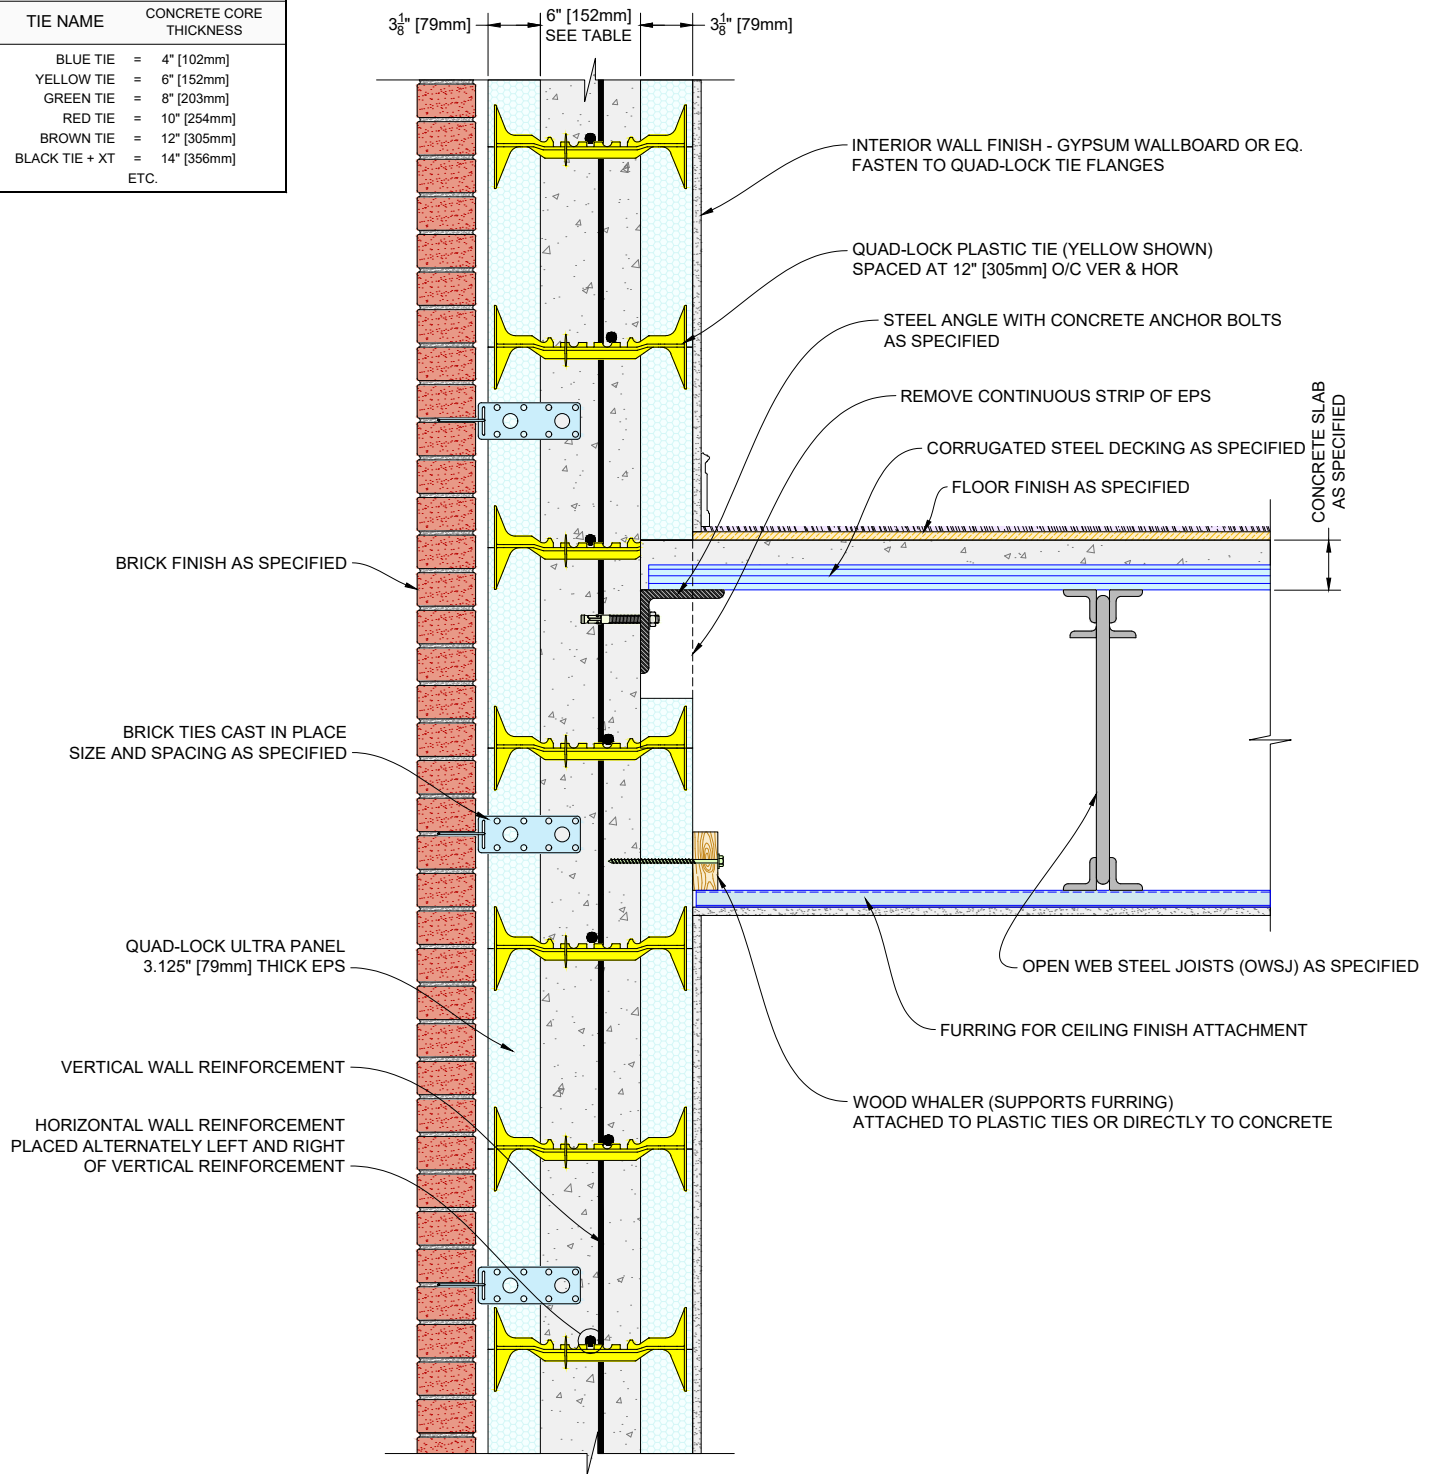 TIE NAME
CONCRETE CORE
THICKNESS
BLUE TIE = 4" [102mm]
YELLOW TIE = 6" [152mm]
GREEN TIE = 8" [203mm]
RED TIE = 10" [254mm]
BROWN TIE = 12" [305mm]
BLACK TIE + XT = 14" [356mm]
ETC.
3 1/8" [79mm]
6" [152mm]
SEE TABLE
3 1/8" [79mm]
INTERIOR WALL FINISH - GYPSUM WALLBOARD OR EQ.
FASTEN TO QUAD-LOCK TIE FLANGES
QUAD-LOCK PLASTIC TIE (YELLOW SHOWN)
SPACED AT 12" [305mm] O/C VER & HOR
STEEL ANGLE WITH CONCRETE ANCHOR BOLTS
AS SPECIFIED
REMOVE CONTINUOUS STRIP OF EPS
CORRUGATED STEEL DECKING AS SPECIFIED
FLOOR FINISH AS SPECIFIED
CONCRETE SLAB
AS SPECIFIED
BRICK FINISH AS SPECIFIED
BRICK TIES CAST IN PLACE
SIZE AND SPACING AS SPECIFIED
QUAD-LOCK ULTRA PANEL
3.125" [79mm] THICK EPS
OPEN WEB STEEL JOISTS (OWSJ) AS SPECIFIED
FURRING FOR CEILING FINISH ATTACHMENT
VERTICAL WALL REINFORCEMENT
WOOD WHALER (SUPPORTS FURRING)
ATTACHED TO PLASTIC TIES OR DIRECTLY TO CONCRETE
HORIZONTAL WALL REINFORCEMENT
PLACED ALTERNATELY LEFT AND RIGHT
OF VERTICAL REINFORCEMENT